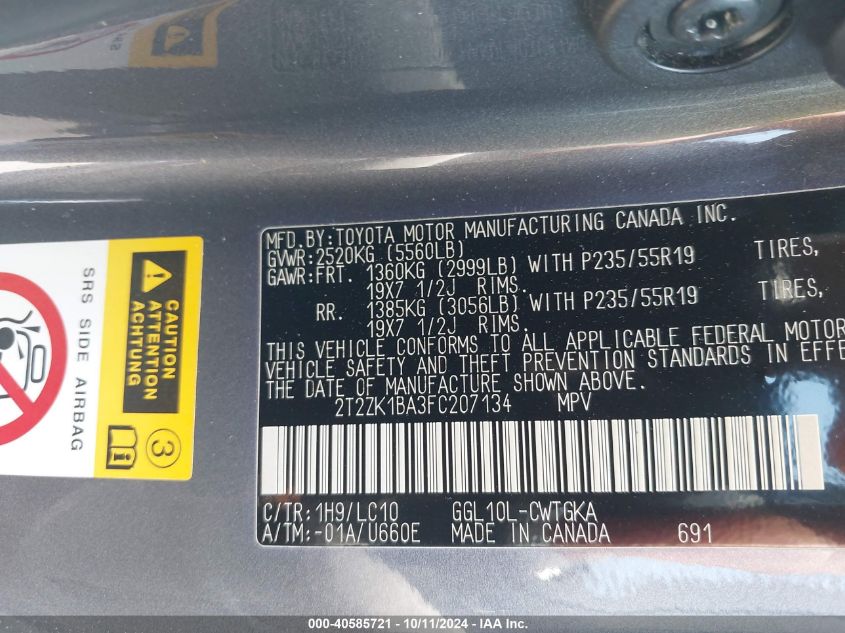 MFD.BY:TOYOTA MOTOR MANUFACTURING CANADA INC.
GVWR:2520KG (5560LB)
GAWR:FRT. 1360KG (2999LB) WITH P235/55R19 TIRES,
19X7 1/2J RIMS.
RR. 1385KG (3056LB) WITH P235/55R19 TIRES,
19X7 1/2J RIMS.
THIS VEHICLE CONFORMS TO ALL APPLICABLE FEDERAL MOTOR
VEHICLE SAFETY AND THEFT PREVENTION STANDARDS IN EFFE
THE DATE OF MANUFACTURE SHOWN ABOVE.
2T2ZK1BA3FC207134 MPV
C/TR:1H9/LC10 GGL10L-CWTGKA
A/TM:-01A/U660E MADE IN CANADA 691
SRS SIDE AIRBAG
CAUTION
ATTENTION
ACHTUNG
3
000-40585721 - 10/11/2024 - IAAI.com